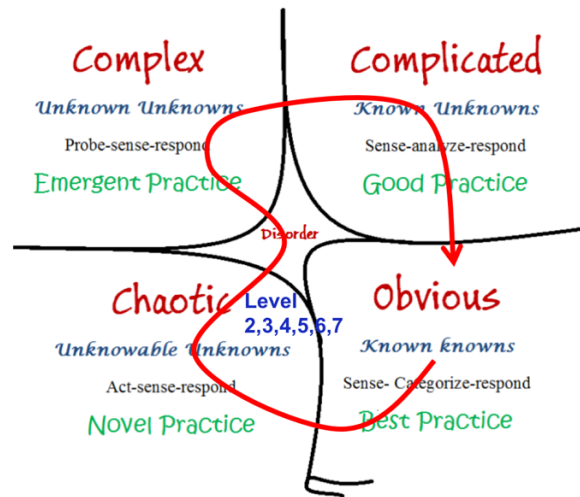 Complex
Unknown Unknowns
Probe-sense-respond
Emergent Practice
Complicated
Known Unknowns
Sense-analyze-respond
Good Practice
Disorder
Chaotic
Unknowable Unknowns
Act-sense-respond
Novel Practice
Level
2,3,4,5,6,7
Obvious
Known knowns
Sense- Categorize-respond
Best Practice